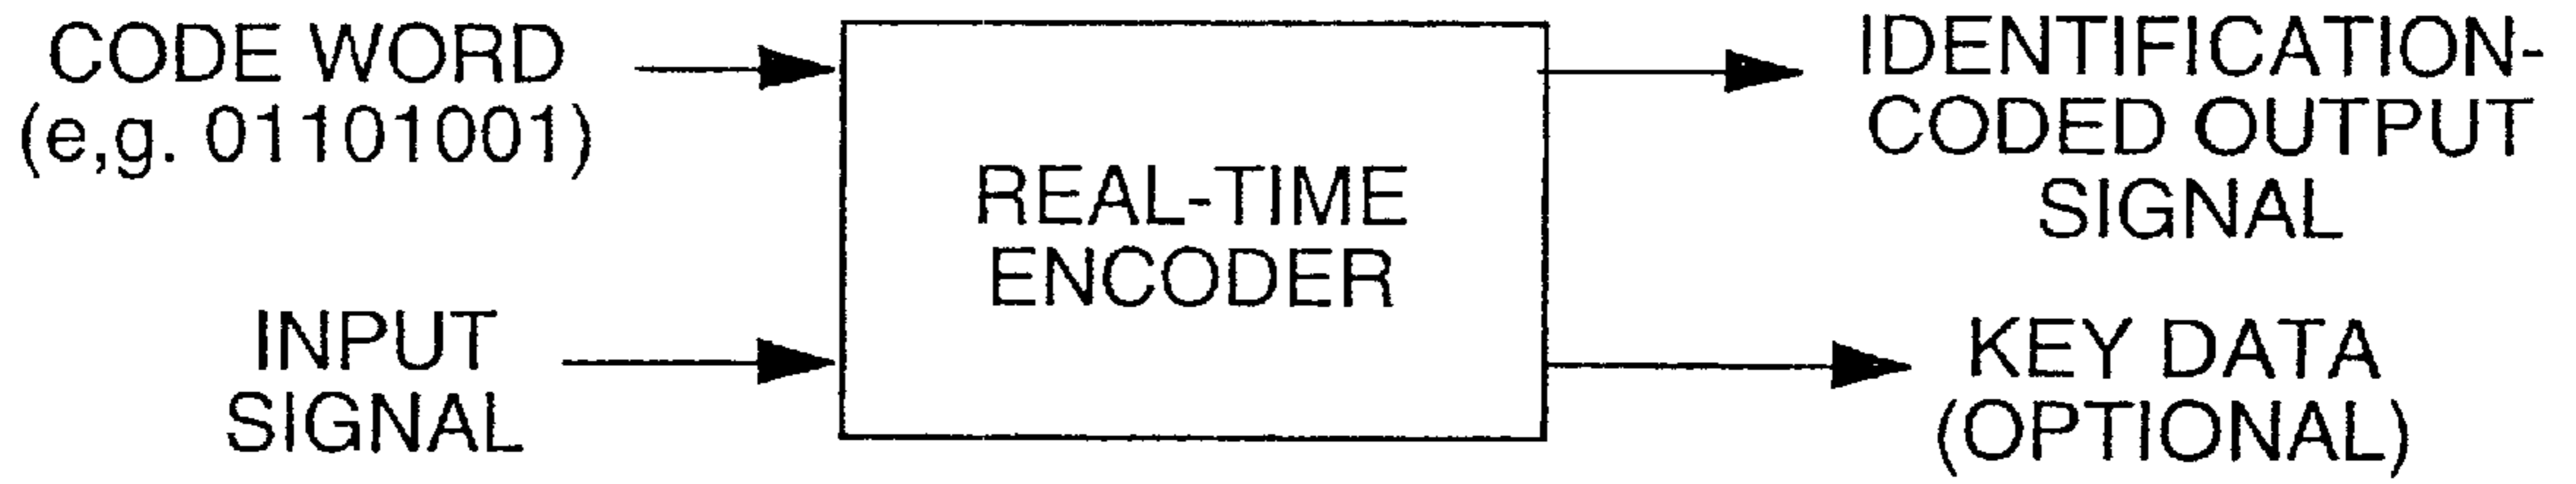 CODE WORD
(e,g. 01101001)
INPUT
SIGNAL
REAL-TIME
ENCODER
IDENTIFICATION-
CODED OUTPUT
SIGNAL
KEY DATA
(OPTIONAL)